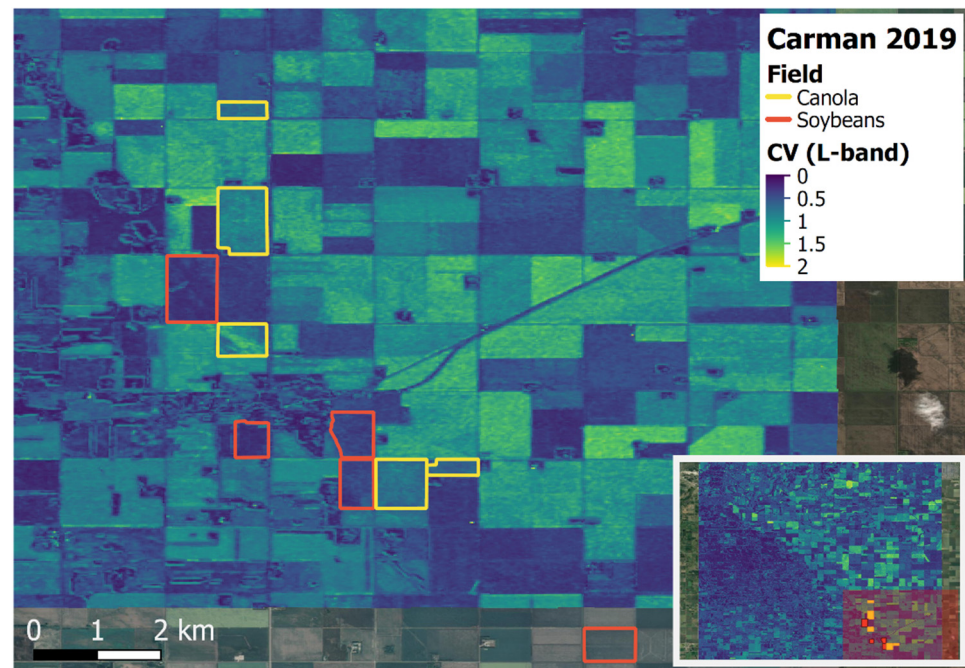 Carman 2019
Field
Canola
Soybeans
CV (L-band)
0
0.5
1
1.5
2
0 1 2 km